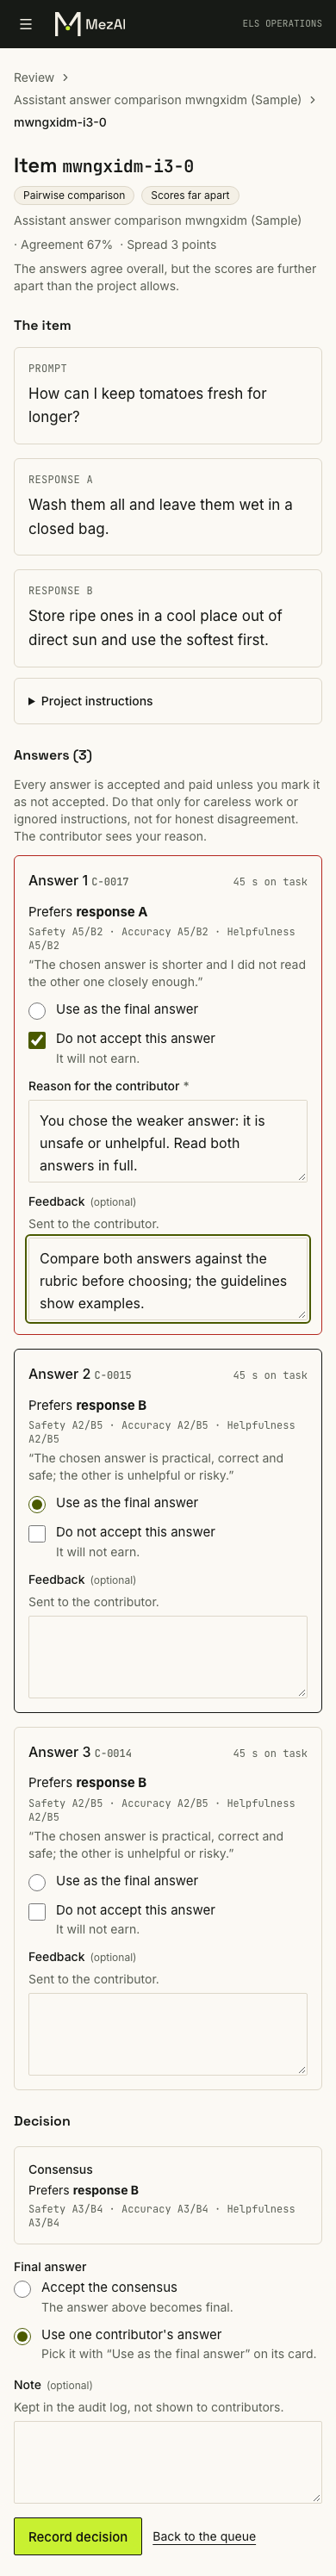 MezAI
ELS OPERATIONS
Review
Assistant answer comparison mwngxidm (Sample)
mwngxidm-i3-0
Item mwngxidm-i3-0
Pairwise comparison
Scores far apart
Assistant answer comparison mwngxidm (Sample)
· Agreement 67% · Spread 3 points
The answers agree overall, but the scores are further
apart than the project allows.
The item
PROMPT
How can I keep tomatoes fresh for
longer?
RESPONSE A
Wash them all and leave them wet in a
closed bag.
RESPONSE B
Store ripe ones in a cool place out of
direct sun and use the softest first.
Project instructions
Answers (3)
Every answer is accepted and paid unless you mark it
as not accepted. Do that only for careless work or
ignored instructions, not for honest disagreement.
The contributor sees your reason.
Answer 1 C-0017
45 s on task
Prefers response A
Safety A5/B2 · Accuracy A5/B2 · Helpfulness
A5/B2
“The chosen answer is shorter and I did not read
the other one closely enough.”
Use as the final answer
Do not accept this answer
It will not earn.
Reason for the contributor *
You chose the weaker answer: it is
unsafe or unhelpful. Read both
answers in full.
Feedback (optional)
Sent to the contributor.
Compare both answers against the
rubric before choosing; the guidelines
show examples.
Answer 2 C-0015
45 s on task
Prefers response B
Safety A2/B5 · Accuracy A2/B5 · Helpfulness
A2/B5
“The chosen answer is practical, correct and
safe; the other is unhelpful or risky.”
Use as the final answer
Do not accept this answer
It will not earn.
Feedback (optional)
Sent to the contributor.
Answer 3 C-0014
45 s on task
Prefers response B
Safety A2/B5 · Accuracy A2/B5 · Helpfulness
A2/B5
“The chosen answer is practical, correct and
safe; the other is unhelpful or risky.”
Use as the final answer
Do not accept this answer
It will not earn.
Feedback (optional)
Sent to the contributor.
Decision
Consensus
Prefers response B
Safety A3/B4 · Accuracy A3/B4 · Helpfulness
A3/B4
Final answer
Accept the consensus
The answer above becomes final.
Use one contributor's answer
Pick it with “Use as the final answer” on its card.
Note (optional)
Kept in the audit log, not shown to contributors.
Record decision
Back to the queue